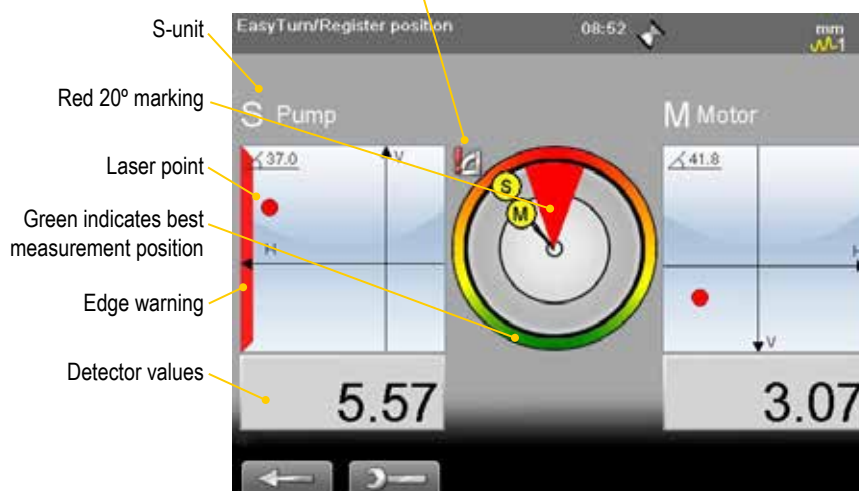 S-unit
Red 20º marking
Laser point
Green indicates best
measurement position
Edge warning
Detector values
EasyTurn/Register position
08:52
mm
1
S Pump
M Motor
37.0
V
H
S
M
41.8
H
V
5.57
3.07